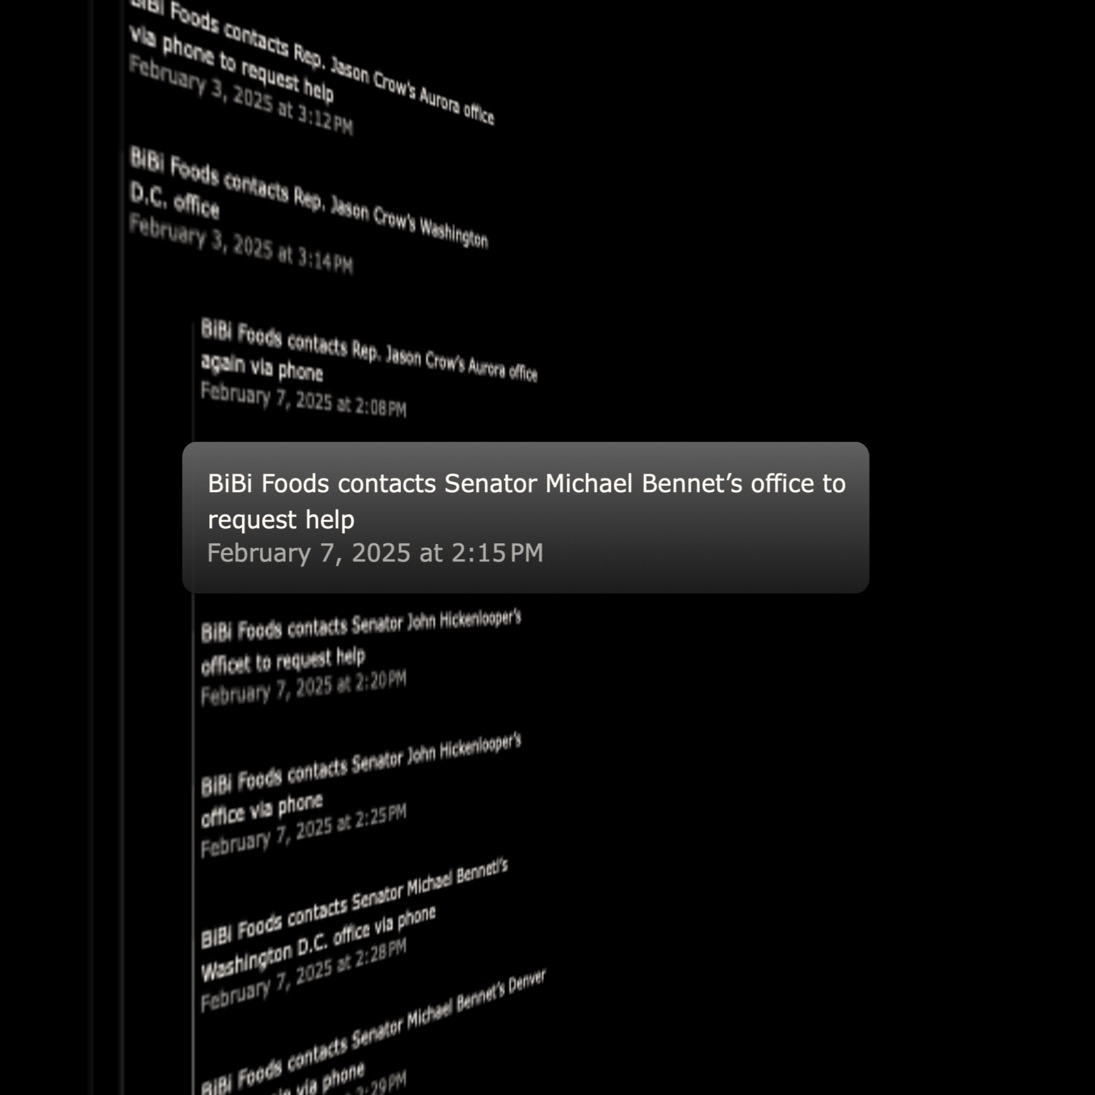 BiBi Foods contacts Rep. Jason Crow's Aurora office
via phone to request help
February 3, 2025 at 3:12 PM
BiBi Foods contacts Rep. Jason Crow's Washington
D.C. office
February 3, 2025 at 3:14 PM
BiBi Foods contacts Rep. Jason Crow's Aurora office
again via phone
February 7, 2025 at 2:08 PM
BiBi Foods contacts Senator Michael Bennet’s office to
request help
February 7, 2025 at 2:15 PM
BiBi Foods contacts Senator John Hickenlooper's
officet to request help
February 7, 2025 at 2:20 PM
BiBi Foods contacts Senator John Hickenlooper's
office via phone
February 7, 2025 at 2:25 PM
BiBi Foods contacts Senator Michael Bennett's
Washington D.C. office via phone
February 7, 2025 at 2:28 PM
BiBi Foods contacts Senator Michael Bennet's Denver
via phone
2:29 PM